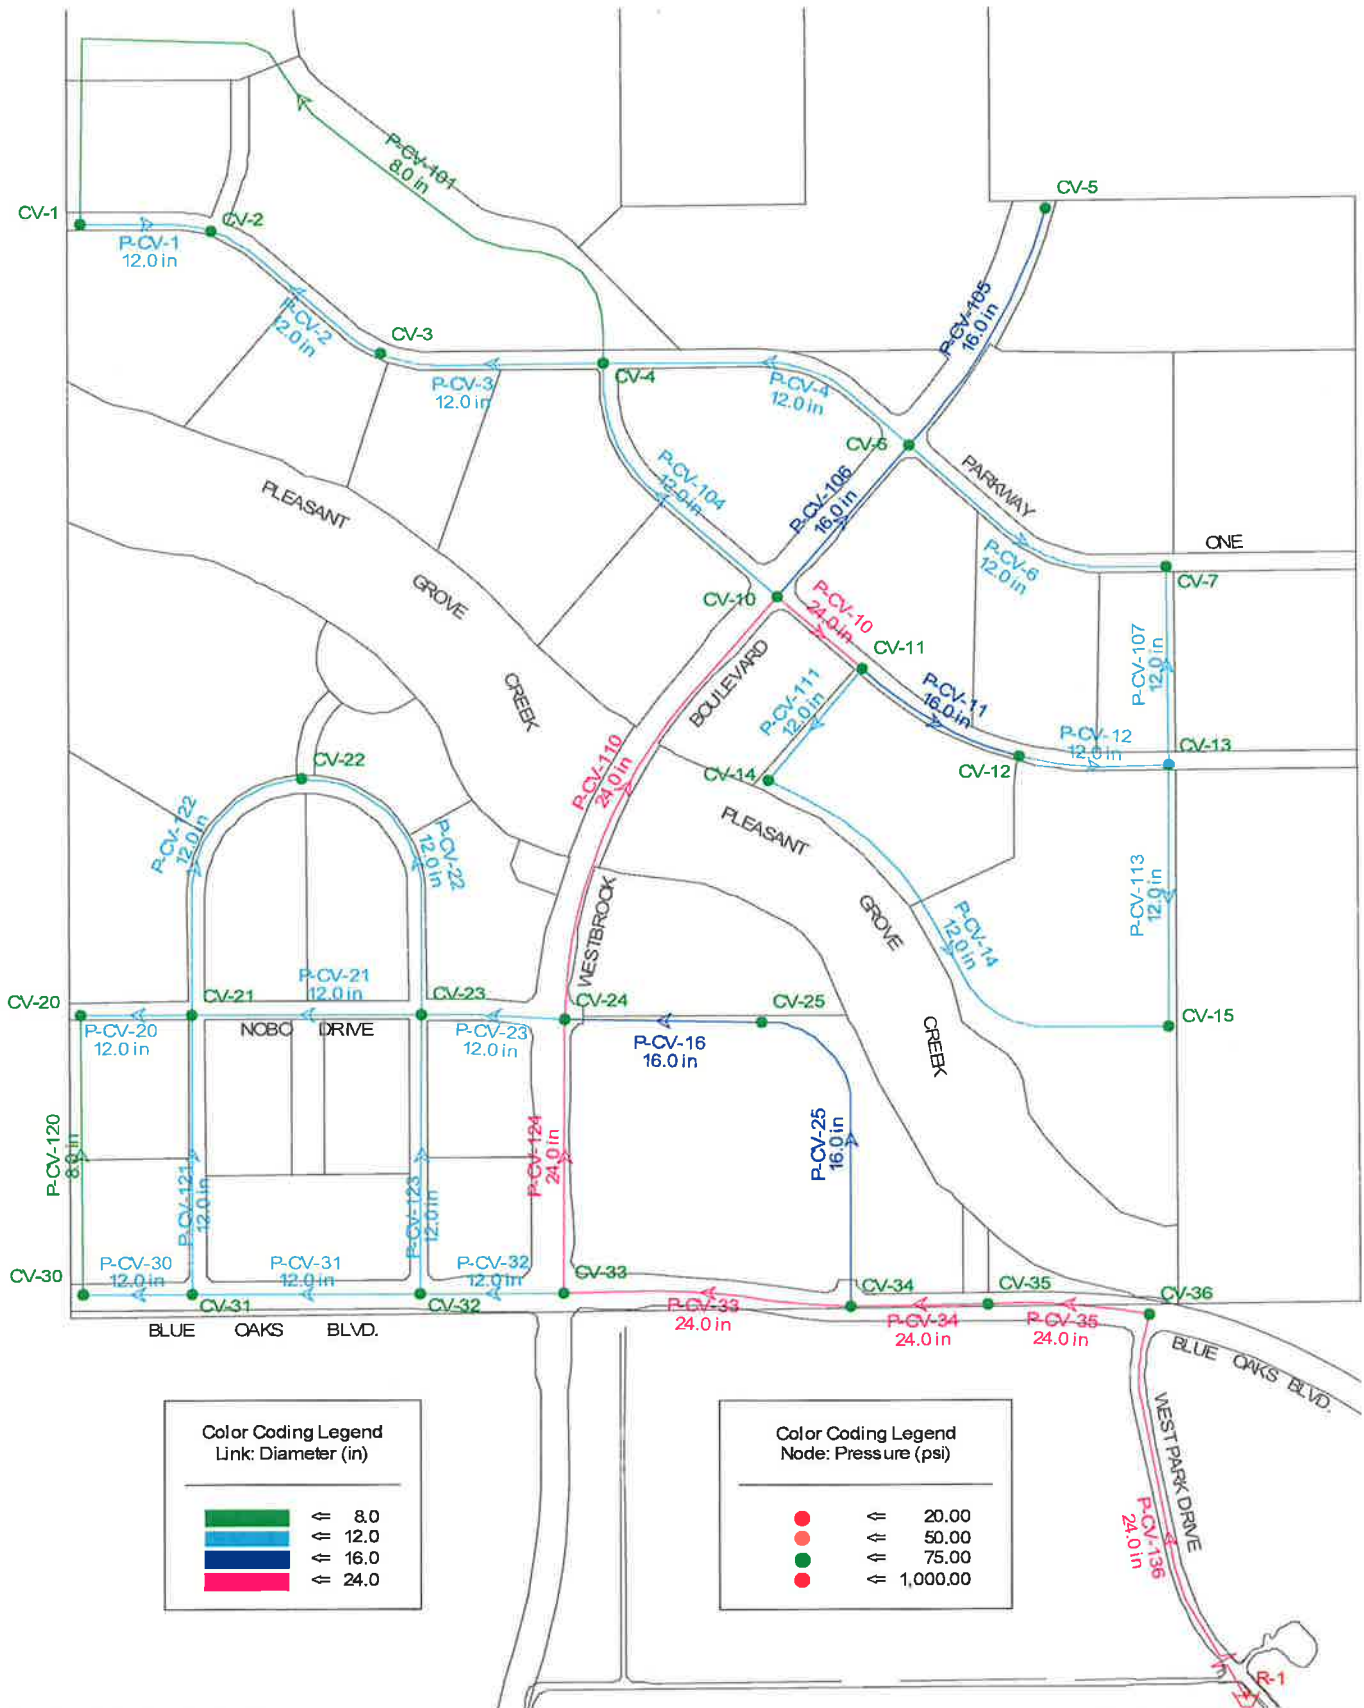 P-CV-101
8.0 in
CV-5
CV-1
CV-2
P-CV-1
12.0 in
P-CV-2
12.0 in
CV-3
P-CV-105
16.0 in
P-CV-3
12.0 in
CV-4
P-CV-4
12.0 in
CV-6
P-CV-104
12.0 in
P-CV-106
16.0 in
PARKWAY
ONE
P-CV-6
12.0 in
CV-7
PLEASANT
GROVE
CREEK
CV-10
P-CV-10
24.0 in
CV-11
BOULEVARD
P-CV-107
12.0 in
P-CV-111
12.0 in
P-CV-11
16.0 in
P-CV-12
12.0 in
CV-13
CV-12
CV-14
P-CV-110
24.0 in
CV-22
P-CV-122
12.0 in
P-CV-22
12.0 in
PLEASANT
GROVE
CREEK
P-CV-14
12.0 in
P-CV-113
12.0 in
WESTBROOK
P-CV-21
12.0 in
CV-20
CV-21
CV-23
CV-24
CV-25
CV-15
P-CV-20
12.0 in
NOBO DRIVE
P-CV-23
12.0 in
P-CV-16
16.0 in
P-CV-120
8.0 in
P-CV-121
12.0 in
P-CV-123
12.0 in
P-CV-124
24.0 in
P-CV-25
16.0 in
CV-30
P-CV-30
12.0 in
P-CV-31
12.0 in
P-CV-32
12.0 in
CV-33
CV-34
CV-35
CV-36
CV-31
CV-32
P-CV-33
24.0 in
P-CV-34
24.0 in
P-CV-35
24.0 in
BLUE OAKS BLVD.
BLUE OAKS BLVD.
WESTPARK DRIVE
P-CV-136
24.0 in
R-1
Color Coding Legend
Link: Diameter (in)
⇐ 8.0
⇐ 12.0
⇐ 16.0
⇐ 24.0
Color Coding Legend
Node: Pressure (psi)
⇐ 20.00
⇐ 50.00
⇐ 75.00
⇐ 1,000.00